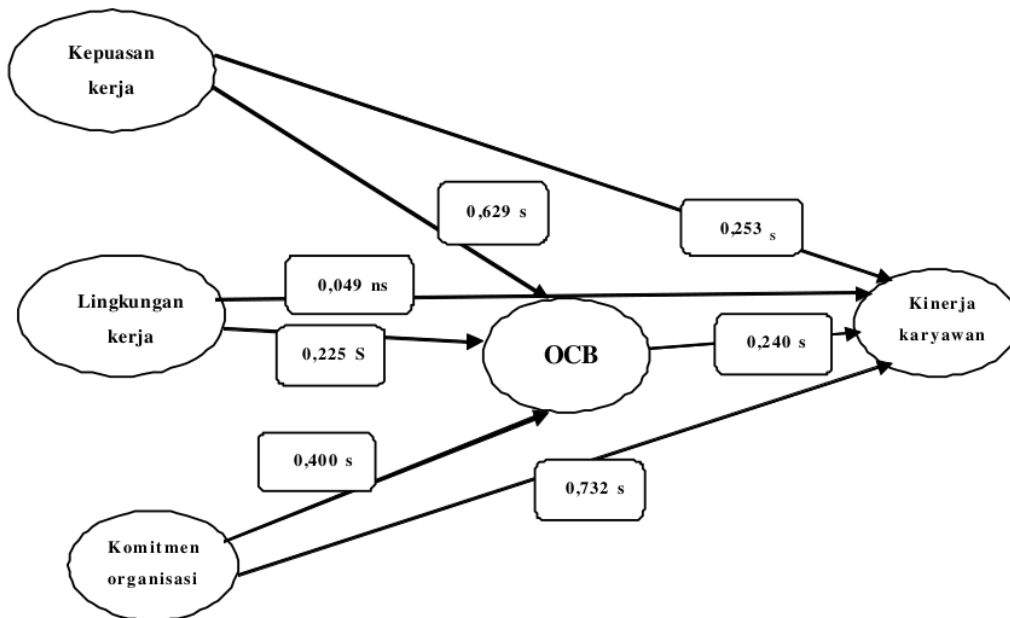 Kepuasan
kerja
0,629 s
0,253 s
Lingkungan
kerja
0,049 ns
0,225 S
OCB
0,240 s
Kinerja
karyawan
0,400 s
0,732 s
Komitmen
organisasi